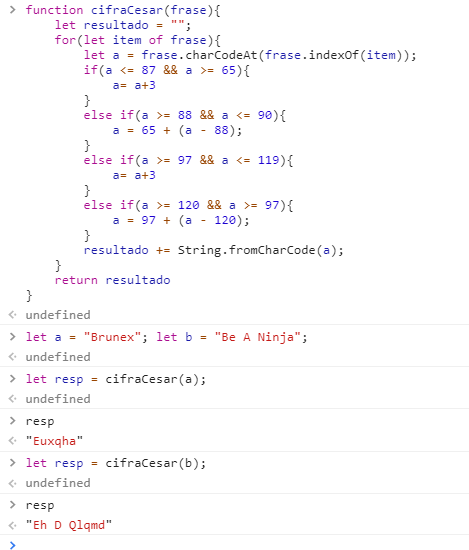 function cifraCesar(frase){
    let resultado = "";
    for(let item of frase){
        let a = frase.charCodeAt(frase.indexOf(item));
        if(a <= 87 && a >= 65){
            a= a+3
        }
        else if(a >= 88 && a <= 90){
            a = 65 + (a - 88);
        }
        else if(a >= 97 && a <= 119){
            a= a+3
        }
        else if(a >= 120 && a >= 97){
            a = 97 + (a - 120);
        }
        resultado += String.fromCharCode(a);
    }
    return resultado
}
undefined
let a = "Brunex"; let b = "Be A Ninja";
undefined
let resp = cifraCesar(a);
undefined
resp
"Euxqha"
let resp = cifraCesar(b);
undefined
resp
"Eh D Qlqmd"